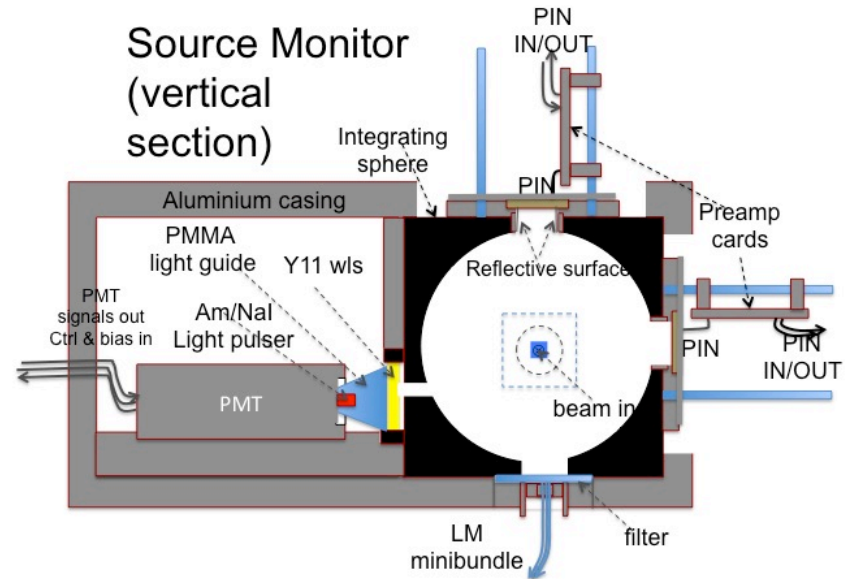 Source Monitor
(vertical
section)
PIN
IN/OUT
Integrating
sphere
PIN
Aluminium casing
Preamp
cards
PMMA
light guide
Y11 wls
Reflective surface
PMT
signals out
Ctrl & bias in
Am/NaI
Light pulser
PIN
PIN
IN/OUT
PMT
beam in
LM
minibundle
filter